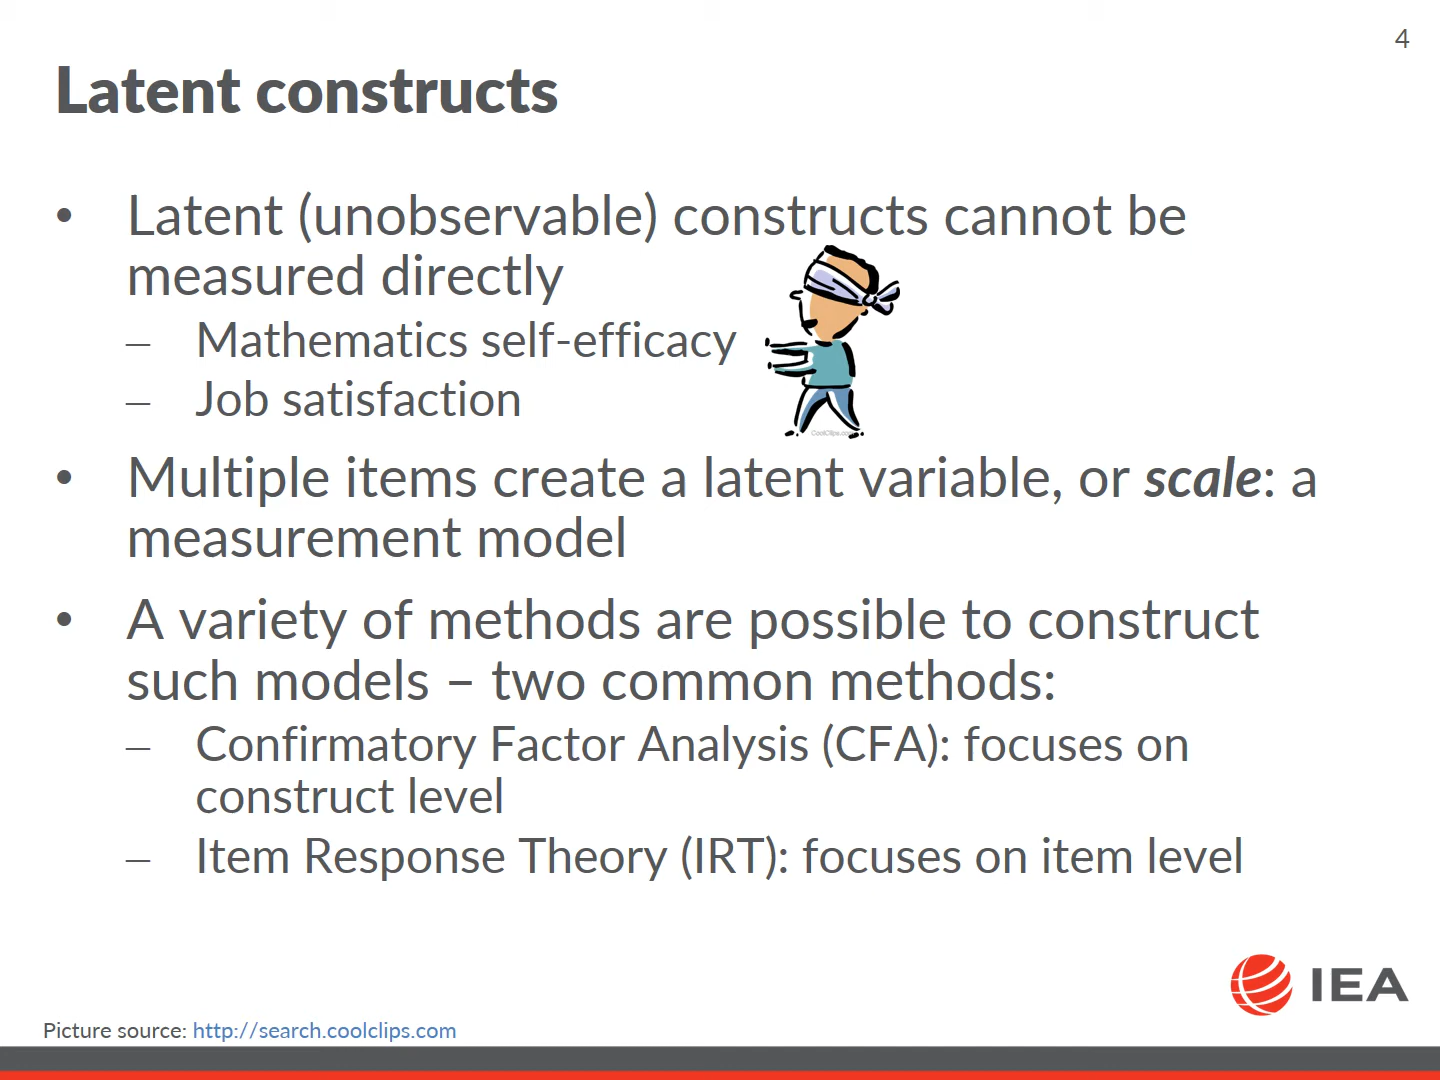 4
Latent constructs
• Latent (unobservable) constructs cannot be
measured directly
– Mathematics self-efficacy
– Job satisfaction
CoolClips.com
• Multiple items create a latent variable, or scale: a
measurement model
• A variety of methods are possible to construct
such models – two common methods:
– Confirmatory Factor Analysis (CFA): focuses on
construct level
– Item Response Theory (IRT): focuses on item level
IEA
Picture source: http://search.coolclips.com